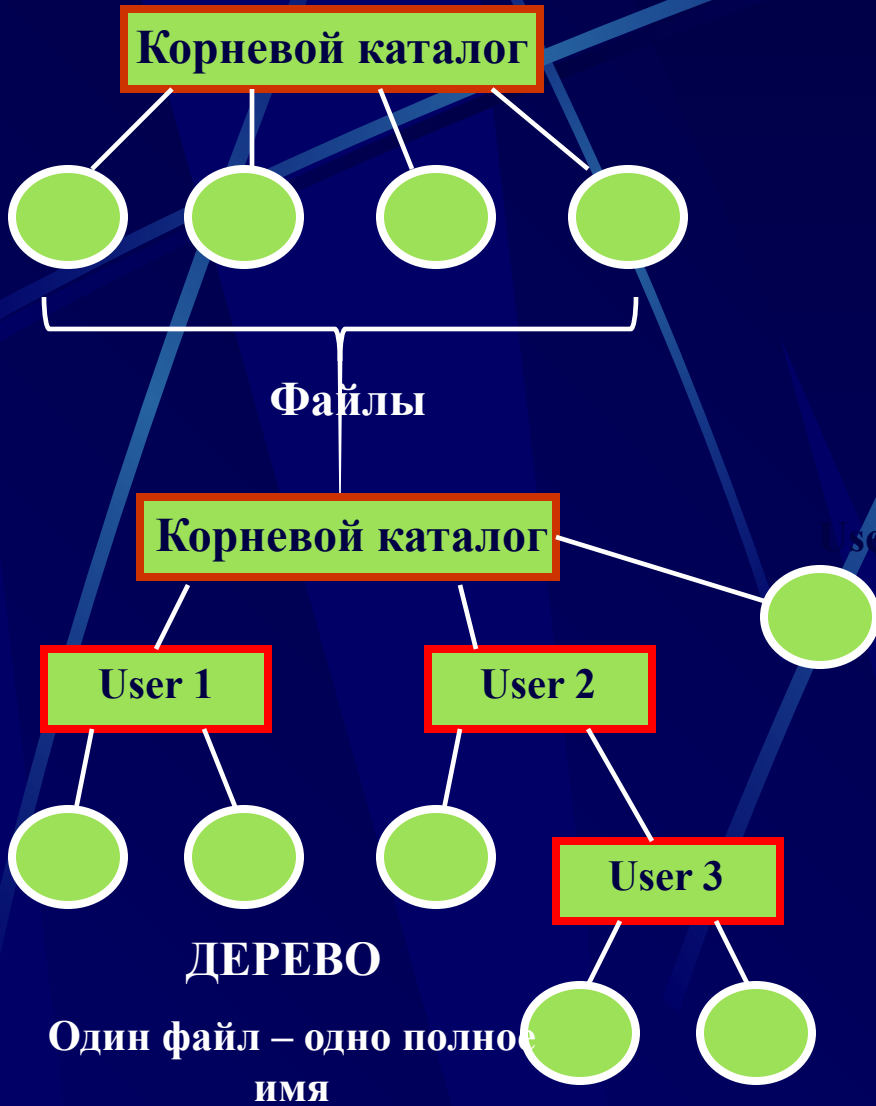 Корневой каталог
Файлы
Корневой каталог
User 1
User 2
User 3
ДЕРЕВО
Один файл – одно полное
имя